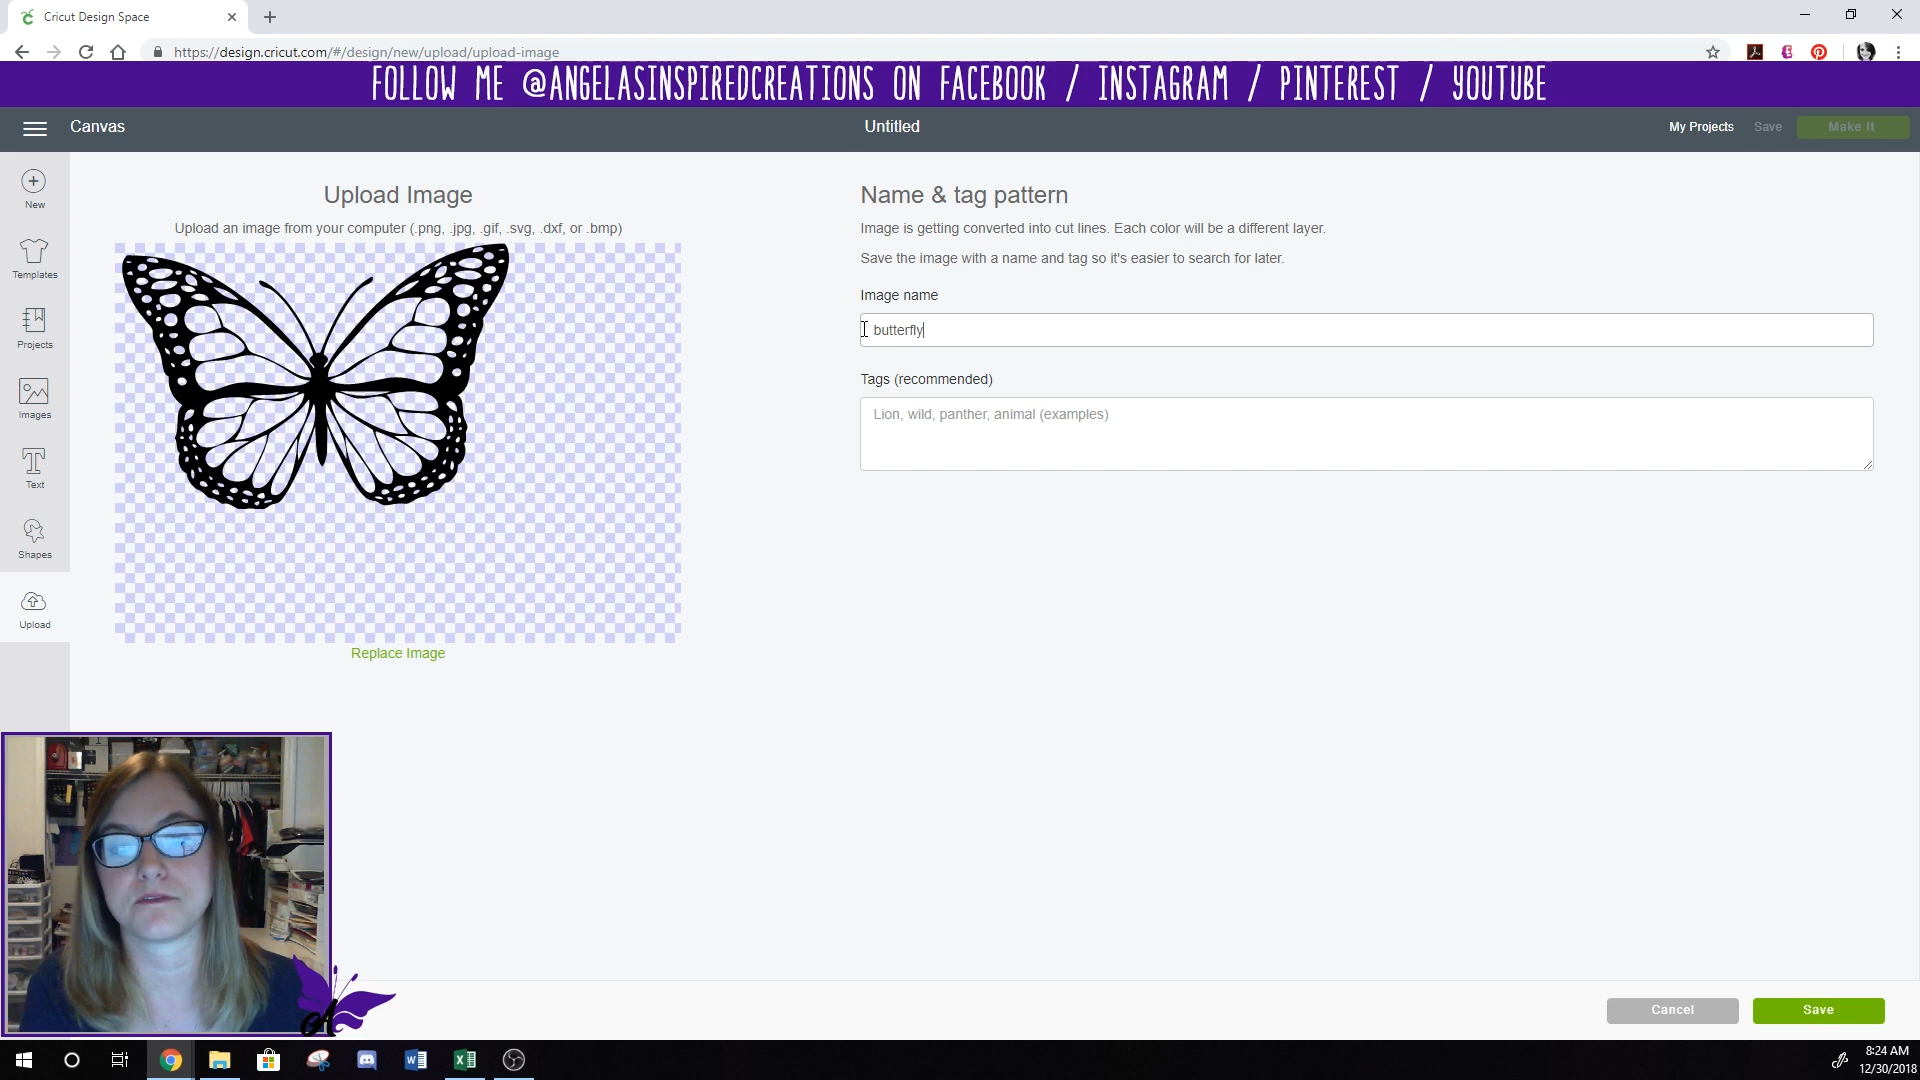 Cricut Design Space
https://design.cricut.com/#/design/new/upload/upload-image
FOLLOW ME @ANGELASINSPIREDCREATIONS ON FACEBOOK / INSTAGRAM / PINTEREST / YOUTUBE
Canvas
Untitled
My Projects
Save
Make It
New
Templates
Projects
Images
Text
Shapes
Upload
Upload Image
Upload an image from your computer (.png, .jpg, .gif, .svg, .dxf, or .bmp)
Replace Image
Name & tag pattern
Image is getting converted into cut lines. Each color will be a different layer.
Save the image with a name and tag so it's easier to search for later.
Image name
butterfly
Tags (recommended)
Lion, wild, panther, animal (examples)
A
Cancel
Save
8:24 AM
12/30/2018